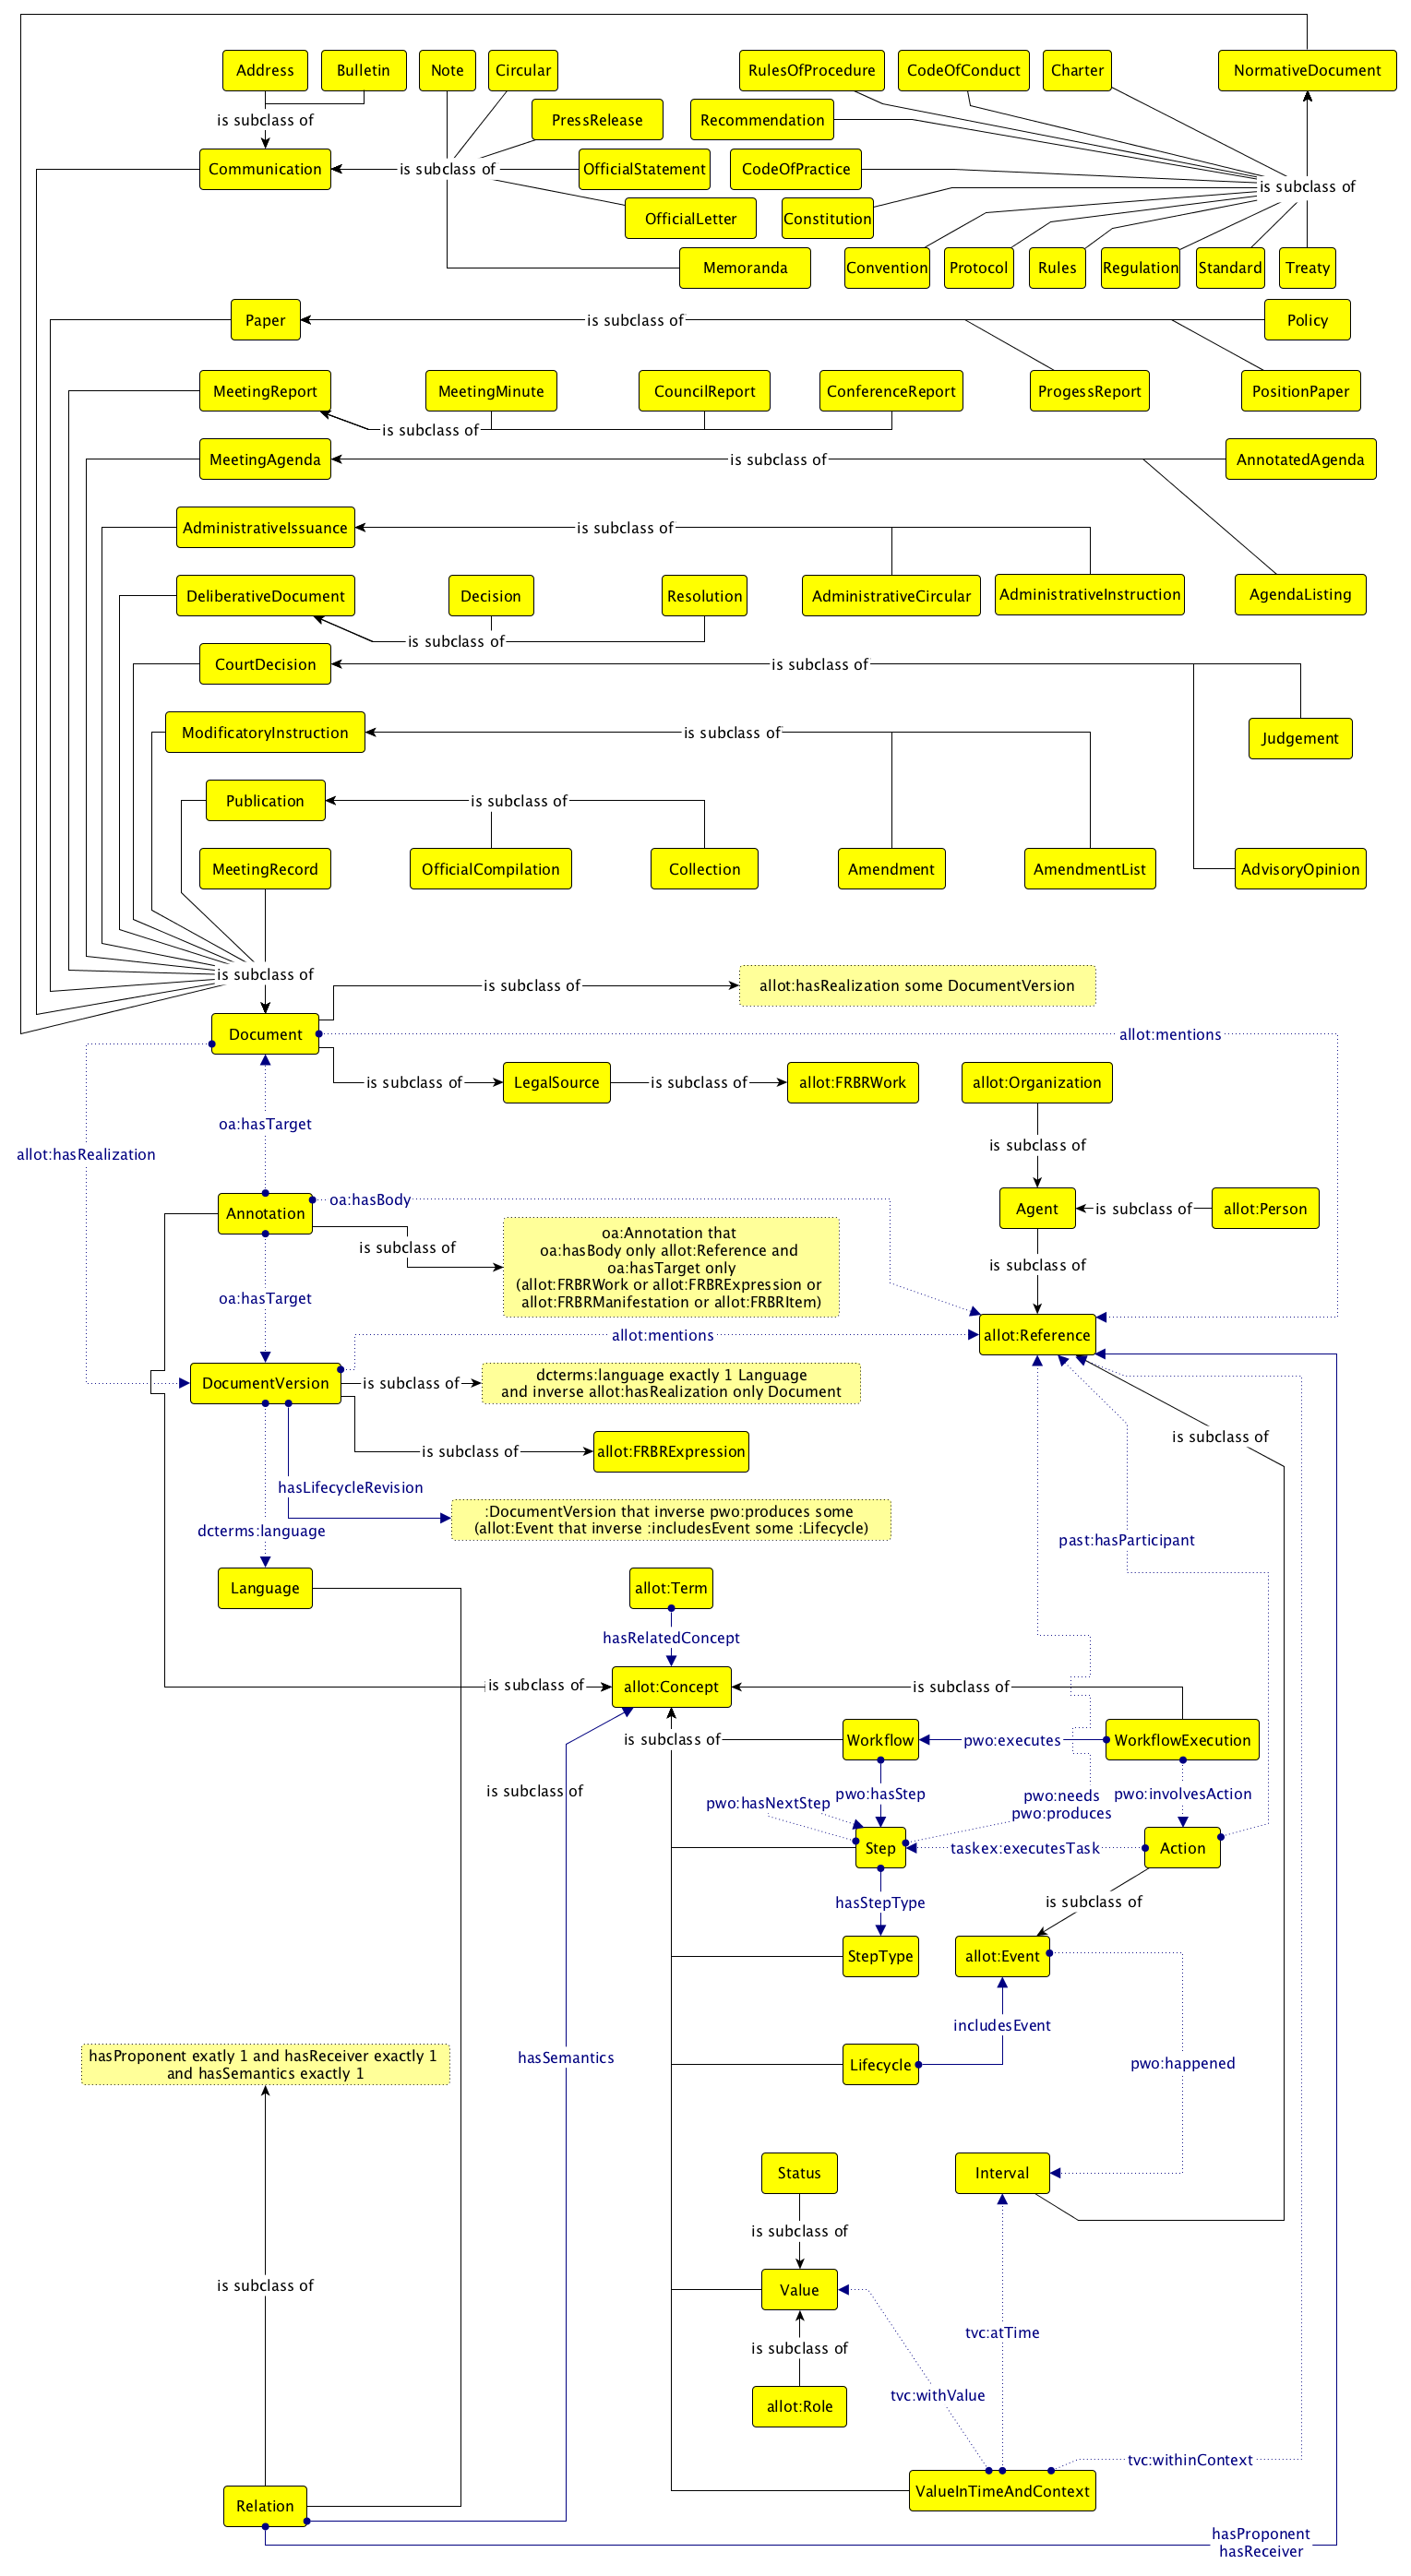 Address
Bulletin
Note
Circular
RulesOfProcedure
CodeOfConduct
Charter
NormativeDocument
PressRelease
Recommendation
is subclass of
Communication
is subclass of
OfficialStatement
CodeOfPractice
is subclass of
OfficialLetter
Constitution
Memoranda
Convention
Protocol
Rules
Regulation
Standard
Treaty
Paper
is subclass of
Policy
MeetingReport
MeetingMinute
CouncilReport
ConferenceReport
ProgessReport
PositionPaper
is subclass of
MeetingAgenda
is subclass of
AnnotatedAgenda
AdministrativeIssuance
is subclass of
DeliberativeDocument
Decision
Resolution
AdministrativeCircular
AdministrativeInstruction
AgendaListing
is subclass of
CourtDecision
is subclass of
ModificatoryInstruction
is subclass of
Judgement
Publication
is subclass of
MeetingRecord
OfficialCompilation
Collection
Amendment
AmendmentList
AdvisoryOpinion
is subclass of
is subclass of
allot:hasRealization some DocumentVersion
Document
allot:mentions
is subclass of
LegalSource
is subclass of
allot:FRBRWork
allot:Organization
oa:hasTarget
allot:hasRealization
is subclass of
Annotation
oa:hasBody
Agent
is subclass of
allot:Person
is subclass of
oa:Annotation that
oa:hasBody only allot:Reference and
oa:hasTarget only
(allot:FRBRWork or allot:FRBRExpression or
allot:FRBRManifestation or allot:FRBRItem)
is subclass of
oa:hasTarget
allot:mentions
allot:Reference
DocumentVersion
is subclass of
dcterms:language exactly 1 Language
and inverse allot:hasRealization only Document
is subclass of
is subclass of
allot:FRBRExpression
hasLifecycleRevision
:DocumentVersion that inverse pwo:produces some
(allot:Event that inverse :includesEvent some :Lifecycle)
dcterms:language
past:hasParticipant
Language
allot:Term
hasRelatedConcept
is subclass of
allot:Concept
is subclass of
is subclass of
Workflow
pwo:executes
WorkflowExecution
is subclass of
pwo:hasNextStep
pwo:hasStep
pwo:needs
pwo:produces
pwo:involvesAction
Step
taskex:executesTask
Action
hasStepType
is subclass of
StepType
allot:Event
includesEvent
hasProponent exatly 1 and hasReceiver exactly 1
and hasSemantics exactly 1
hasSemantics
Lifecycle
pwo:happened
Status
Interval
is subclass of
is subclass of
Value
tvc:atTime
is subclass of
tvc:withValue
allot:Role
tvc:withinContext
Relation
ValueInTimeAndContext
hasProponent
hasReceiver